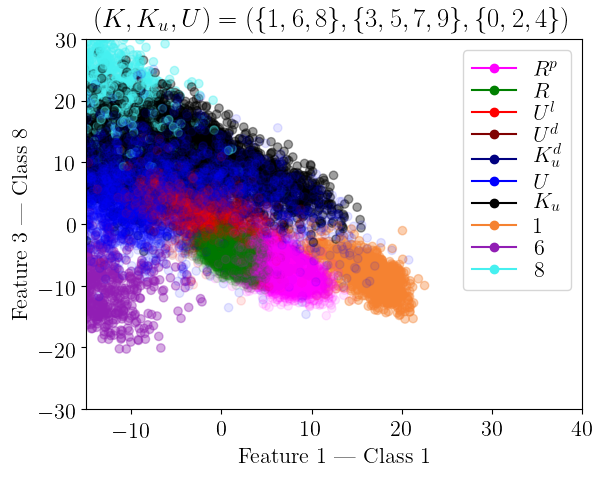 (K, K_u, U) = ({1, 6, 8}, {3, 5, 7, 9}, {0, 2, 4})
30
20
10
0
−10
−20
−30
Feature 3 — Class 8
R^p
R
U^l
U^d
K_u^d
U
K_u
1
6
8
−10 0 10 20 30 40
Feature 1 — Class 1